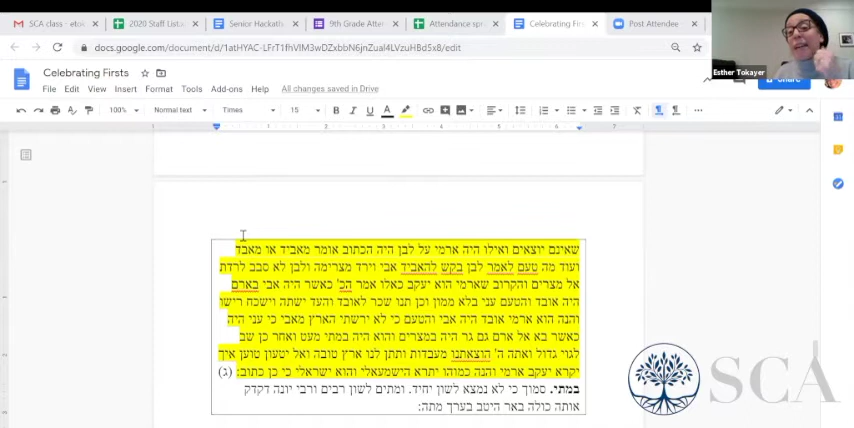 SCA class - etok
2020 Staff List.
Senior Hackath
9th Grade Atte
Attendance spr
Celebrating Firsts
Post Attendee
docs.google.com/document/d/1atHYAC-LFrT1fhVlM3wDZxbbN6jnZual4LVzuHBd5x8/edit
Celebrating Firsts
File Edit View Insert Format Tools Add-ons Help All changes saved in Drive
Share
Esther Tokayer
100% Normal text Times 15
שאינם יוצאים ואילו היה ארמי על לבן היה הכתוב אומר מאביד או מאבד
ועוד מה טעם לאמר לבן בקש להאביד אבי וירד מצרימה ולבן לא סבב לרדת
אל מצרים והקרוב שארמי הוא יעקב כאלו אמר הכ' כאשר היה אבי בארם
היה אובד והטעם עני בלא ממון וכן תנו שכר לאובד והעד ישתה וישכח רישו
והנה הוא ארמי אובד היה אבי והטעם כי לא ירשתי הארץ מאבי כי עני היה
כאשר בא אל ארם גם גר היה במצרים והוא היה במתי מעט ואחר כן שב
לגוי גדול ואתה ה' הוצאתנו מעבדות ותתן לנו ארץ טובה ואל יטעון טוען איך
יקרא יעקב ארמי והנה כמוהו יתרא הישמעאלי והוא ישראלי כי כן כתוב: (ג)
במתי. סמוך כי לא נמצא לשון יחיד. ומתים לשון רבים ורבי יונה דקדק
אותה כולה באר היטב בערך מתה:
SCA